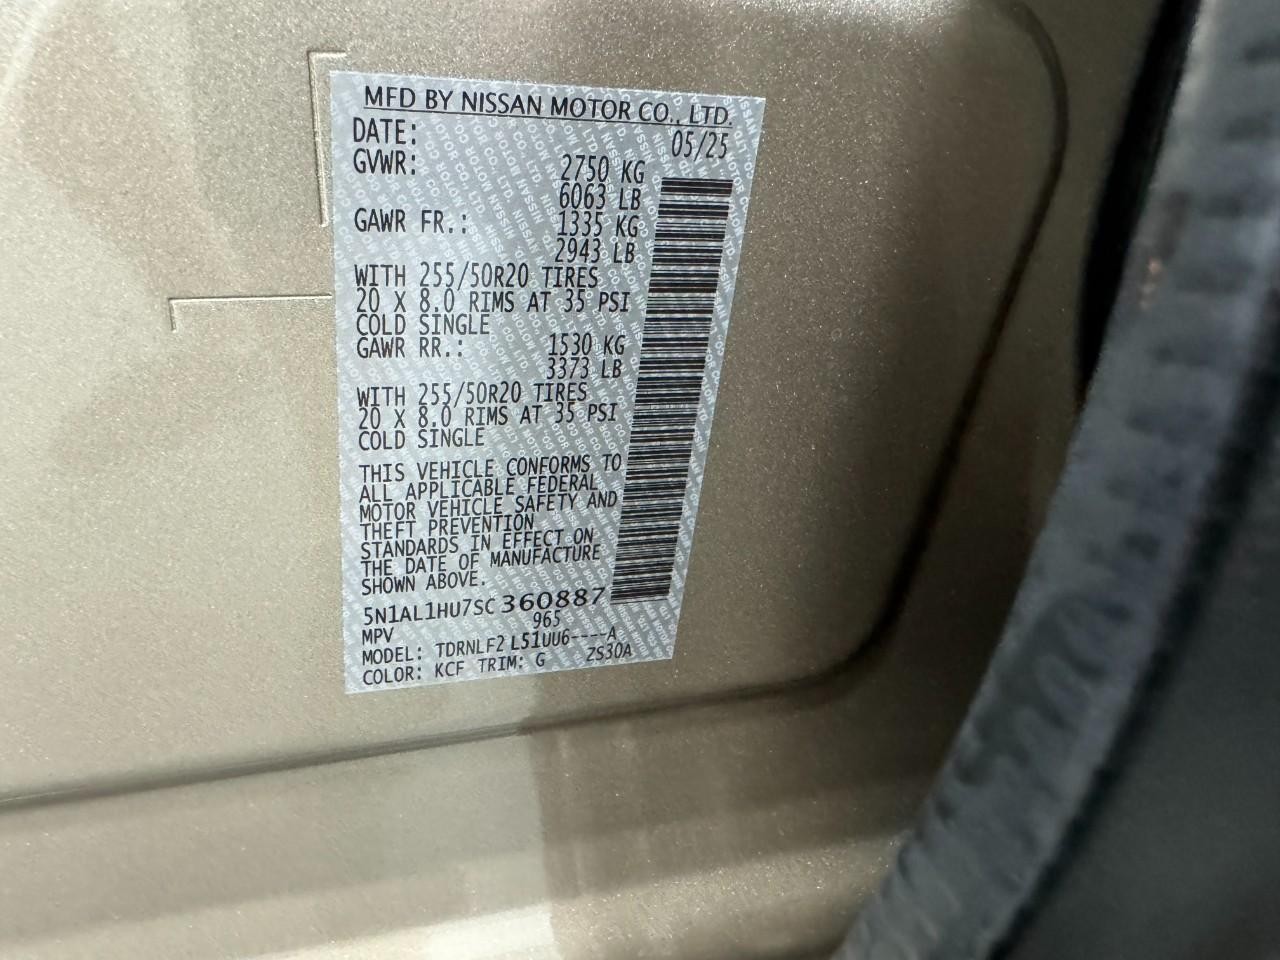 MFD BY NISSAN MOTOR CO., LTD.
DATE: 05/25
GVWR: 2750 KG
6063 LB
GAWR FR.: 1335 KG
2943 LB
WITH 255/50R20 TIRES
20 X 8.0 RIMS AT 35 PSI
COLD SINGLE
GAWR RR.: 1530 KG
3373 LB
WITH 255/50R20 TIRES
20 X 8.0 RIMS AT 35 PSI
COLD SINGLE
THIS VEHICLE CONFORMS TO
ALL APPLICABLE FEDERAL
MOTOR VEHICLE SAFETY AND
THEFT PREVENTION
STANDARDS IN EFFECT ON
THE DATE OF MANUFACTURE
SHOWN ABOVE.
5N1AL1HU7SC360887
MPV 965
MODEL: TDRNLF2 L51UU6----A
COLOR: KCF TRIM: G ZS30A